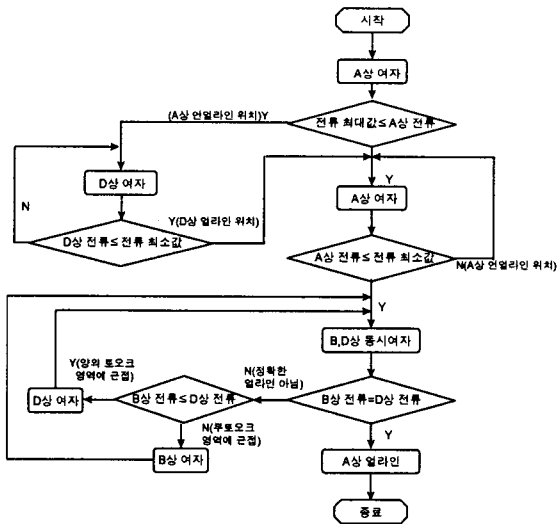 시작
A상 여자
(A상 언얼라인 위치)Y
전류 최대값≤A상 전류
D상 여자
N
Y(D상 얼라인 위치)
Y
A상 여자
D상 전류≤전류 최소값
A상 전류≤전류 최소값
N(A상 언얼라인 위치)
Y
B,D상 동시여자
Y(양의 토오크
영역에 근접)
N(정확한
얼라인 아님)
D상 여자
B상 전류≤D상 전류
B상 전류=D상 전류
N(부토오크
영역에 근접)
Y
B상 여자
A상 얼라인
종료